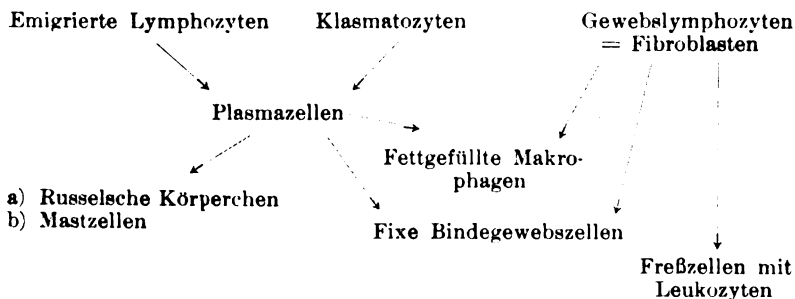 Emigrierte Lymphozyten Klasmatozyten Gewebslymphozyten
= Fibroblasten
Plasmazellen
Fettgefüllte Makro-
phagen
a) Russelsche Körperchen
b) Mastzellen
Fixe Bindegewebszellen
Freßzellen mit
Leukozyten